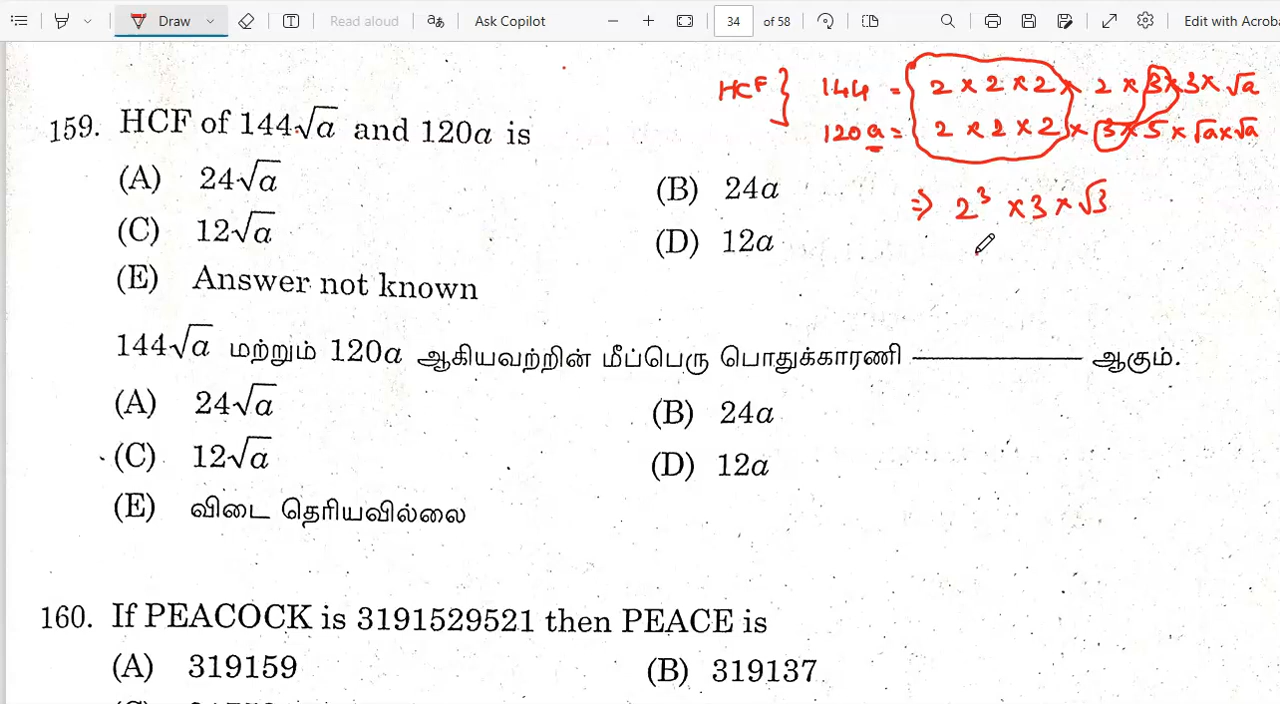 Draw Read aloud aあ Ask Copilot 34 of 58 Edit with Acroba
HCF } 144 = 2 × 2 × 2 × 2 × 3 × 3 × √a
120a = 2 × 2 × 2 × 3 × 5 × √a × √a
⇒ 2³ × 3 × √3
159. HCF of 144√a and 120a is
(A) 24√a (B) 24a
(C) 12√a (D) 12a
(E) Answer not known
144√a மற்றும் 120a ஆகியவற்றின் மீப்பெரு பொதுக்காரணி ———— ஆகும்.
(A) 24√a (B) 24a
(C) 12√a (D) 12a
(E) விடை தெரியவில்லை
160. If PEACOCK is 3191529521 then PEACE is
(A) 319159 (B) 319137